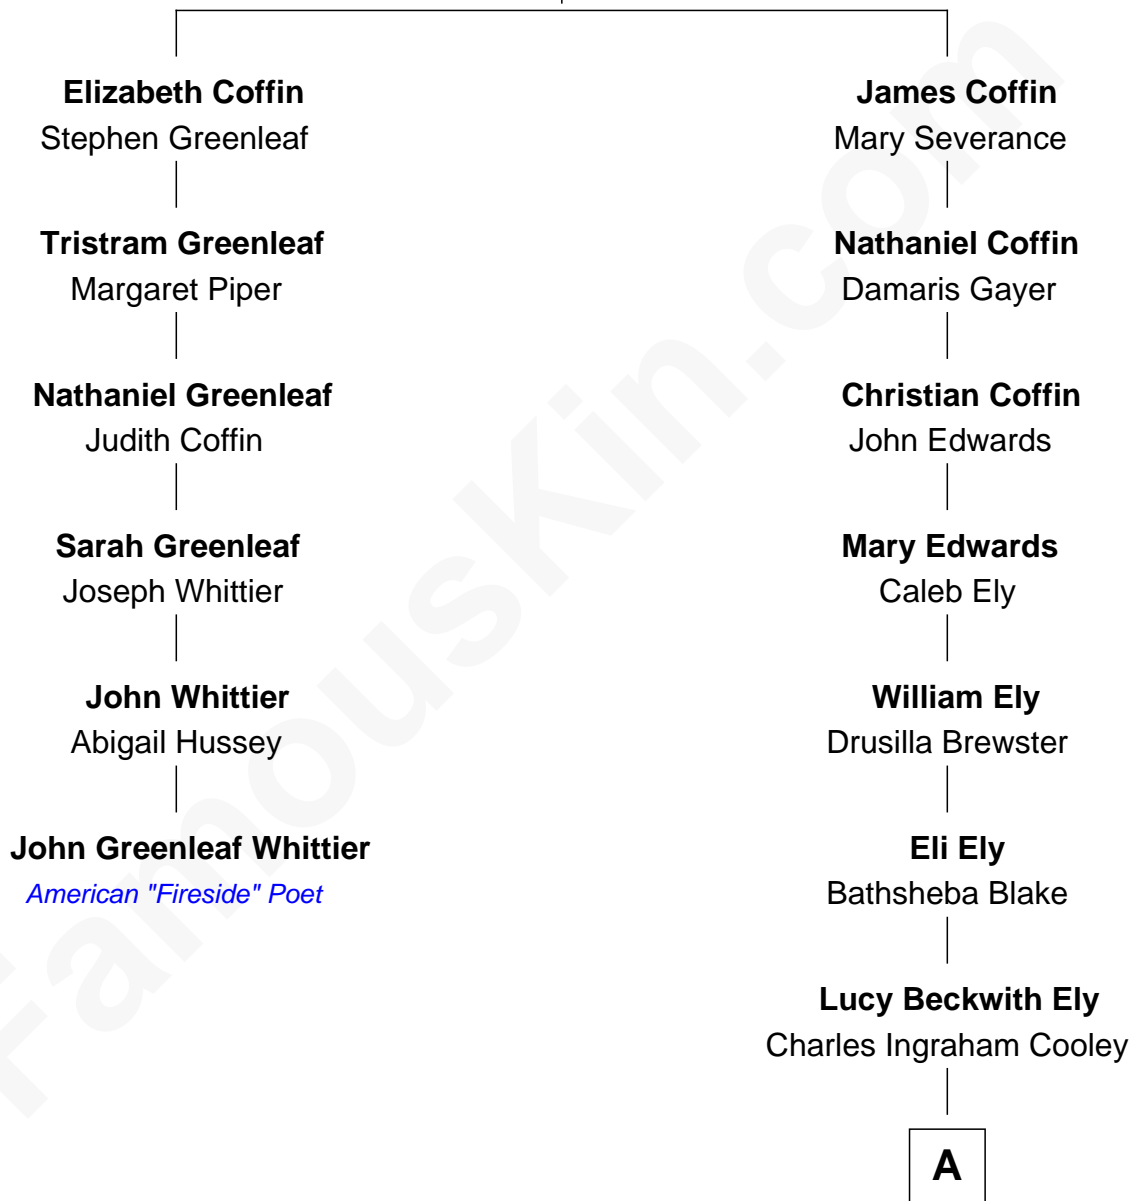 Elizabeth Coffin
Stephen Greenleaf
Tristram Greenleaf
Margaret Piper
Nathaniel Greenleaf
Judith Coffin
Sarah Greenleaf
Joseph Whittier
John Whittier
Abigail Hussey
John Greenleaf Whittier
American "Fireside" Poet
James Coffin
Mary Severance
Nathaniel Coffin
Damaris Gayer
Christian Coffin
John Edwards
Mary Edwards
Caleb Ely
William Ely
Drusilla Brewster
Eli Ely
Bathsheba Blake
Lucy Beckwith Ely
Charles Ingraham Cooley
A
FamousKin.com